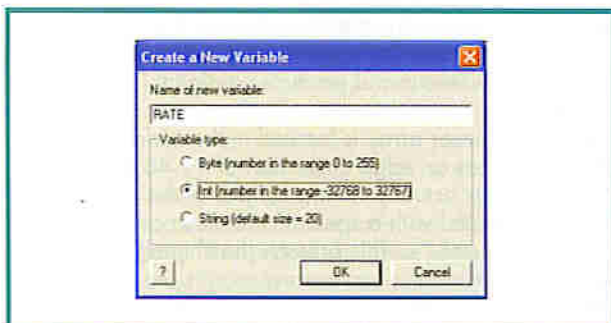 Create a New Variable
Name of new variable:
RATE
Variable type:
Byte (number in the range 0 to 255)
Int (number in the range -32768 to 32767)
String (default size = 20)
?
OK
Cancel